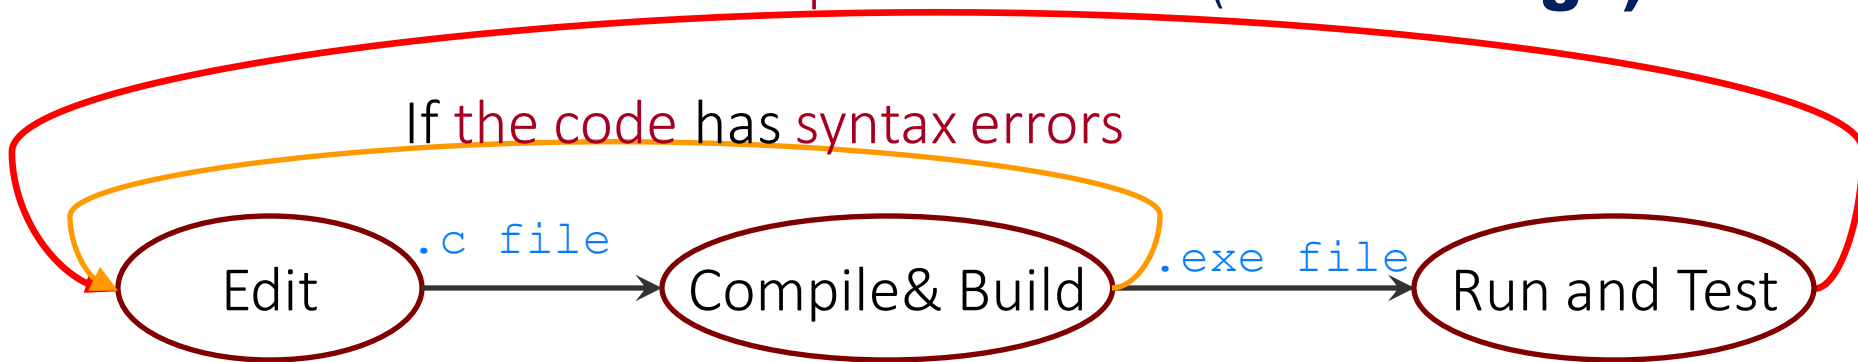 If the code has syntax errors
.c file
.exe file
Edit
Compile& Build
Run and Test